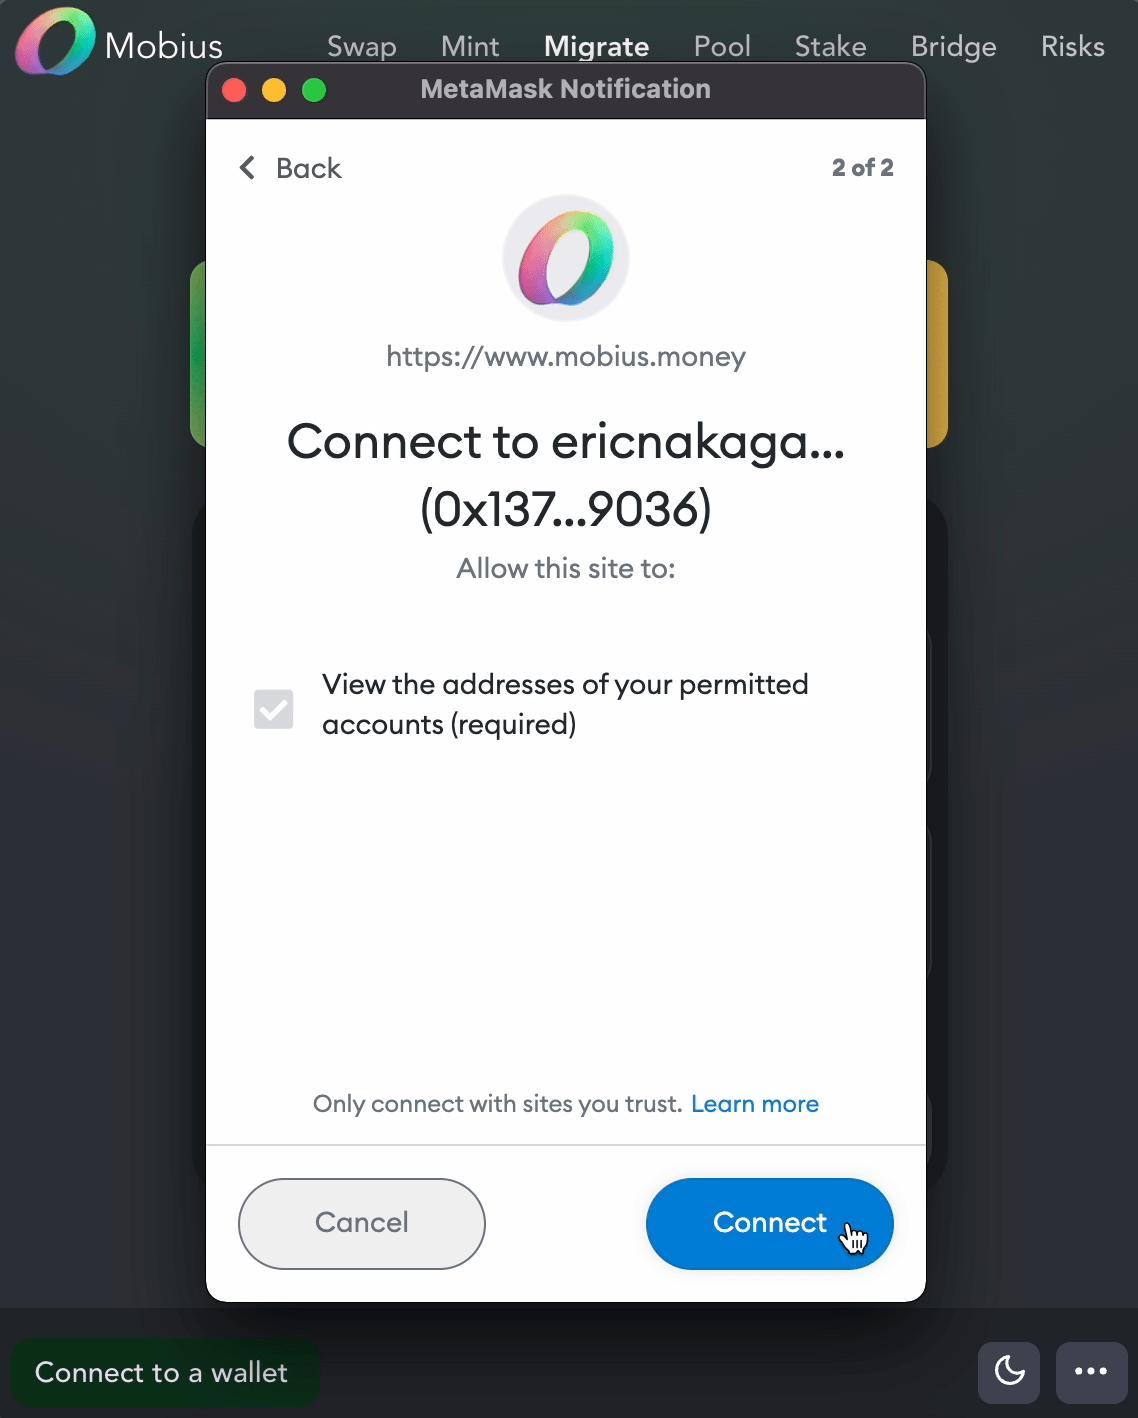 Mobius
Swap Mint Migrate Pool Stake Bridge Risks
MetaMask Notification
Back
2 of 2
https://www.mobius.money
Connect to ericnakaga...
(0x137...9036)
Allow this site to:
View the addresses of your permitted
accounts (required)
Only connect with sites you trust. Learn more
Cancel
Connect
Connect to a wallet